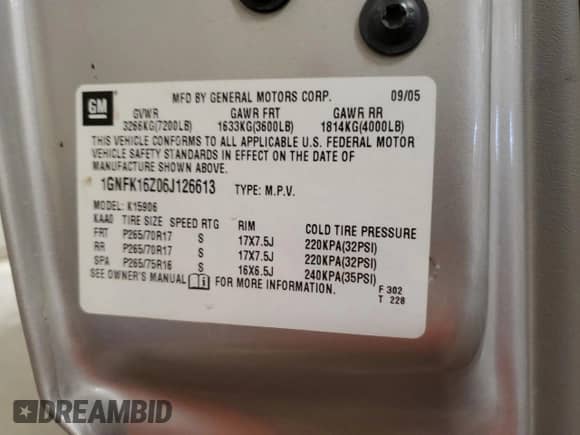 GM
MFD BY GENERAL MOTORS CORP. 09/05
GVWR GAWR FRT GAWR RR
3266KG(7200LB) 1633KG(3600LB) 1814KG(4000LB)
THIS VEHICLE CONFORMS TO ALL APPLICABLE U.S. FEDERAL MOTOR
VEHICLE SAFETY STANDARDS IN EFFECT ON THE DATE OF
MANUFACTURE SHOWN ABOVE.
1GNFK16Z06J126613 TYPE: M.P.V.
MODEL: K15906
KAA0 TIRE SIZE SPEED RTG RIM COLD TIRE PRESSURE
FRT P265/70R17 S 17X7.5J 220KPA(32PSI)
RR P265/70R17 S 17X7.5J 220KPA(32PSI)
SPA P265/75R16 S 16X6.5J 240KPA(35PSI)
SEE OWNER'S MANUAL FOR MORE INFORMATION.
F 302
T 228
DREAMBID